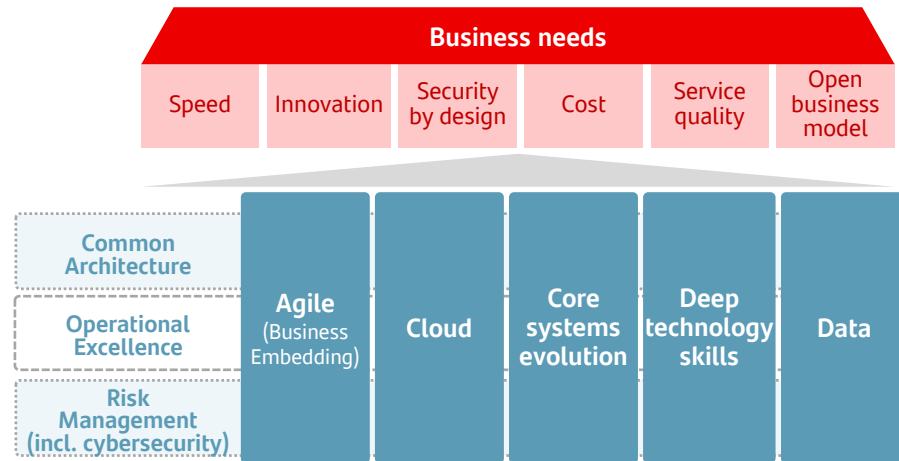 Business needs
Speed
Innovation
Security
by design
Cost
Service
quality
Open
business
model
Common
Architecture
Operational
Excellence
Risk
Management
(incl. cybersecurity)
Agile
(Business
Embedding)
Cloud
Core
systems
evolution
Deep
technology
skills
Data